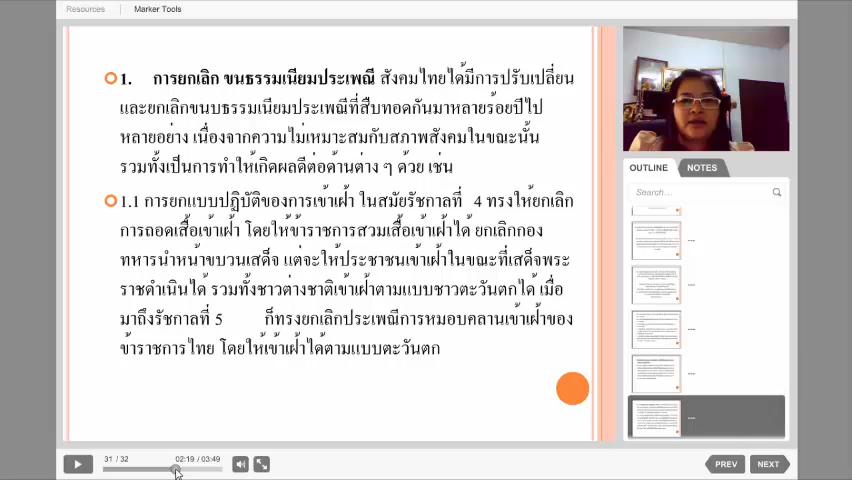 Resources
Marker Tools
1. การยกเลิก ขนธรรมเนียมประเพณี สังคมไทยได้มีการปรับเปลี่ยน
และยกเลิกขนบธรรมเนียมประเพณีที่สืบทอดกันมาหลายร้อยปีไป
หลายอย่าง เนื่องจากความไม่เหมาะสมกับสภาพสังคมในขณะนั้น
รวมทั้งเป็นการทำให้เกิดผลดีต่อด้านต่าง ๆ ด้วย เช่น
1.1 การยกแบบปฏิบัติของการเข้าเฝ้า ในสมัยรัชกาลที่ 4 ทรงให้ยกเลิก
การถอดเสื้อเข้าเฝ้า โดยให้ข้าราชการสวมเสื้อเข้าเฝ้าได้ ยกเลิกกอง
ทหารนำหน้าขบวนเสด็จ แต่จะให้ประชาชนเข้าเฝ้าในขณะที่เสด็จพระ
ราชดำเนินได้ รวมทั้งชาวต่างชาติเข้าเฝ้าตามแบบชาวตะวันตกได้ เมื่อ
มาถึงรัชกาลที่ 5 ก็ทรงยกเลิกประเพณีการหมอบคลานเข้าเฝ้าของ
ข้าราชการไทย โดยให้เข้าเฝ้าได้ตามแบบตะวันตก
OUTLINE
NOTES
Search...
...
...
...
...
...
31 / 32
02:19 / 03:49
PREV
NEXT